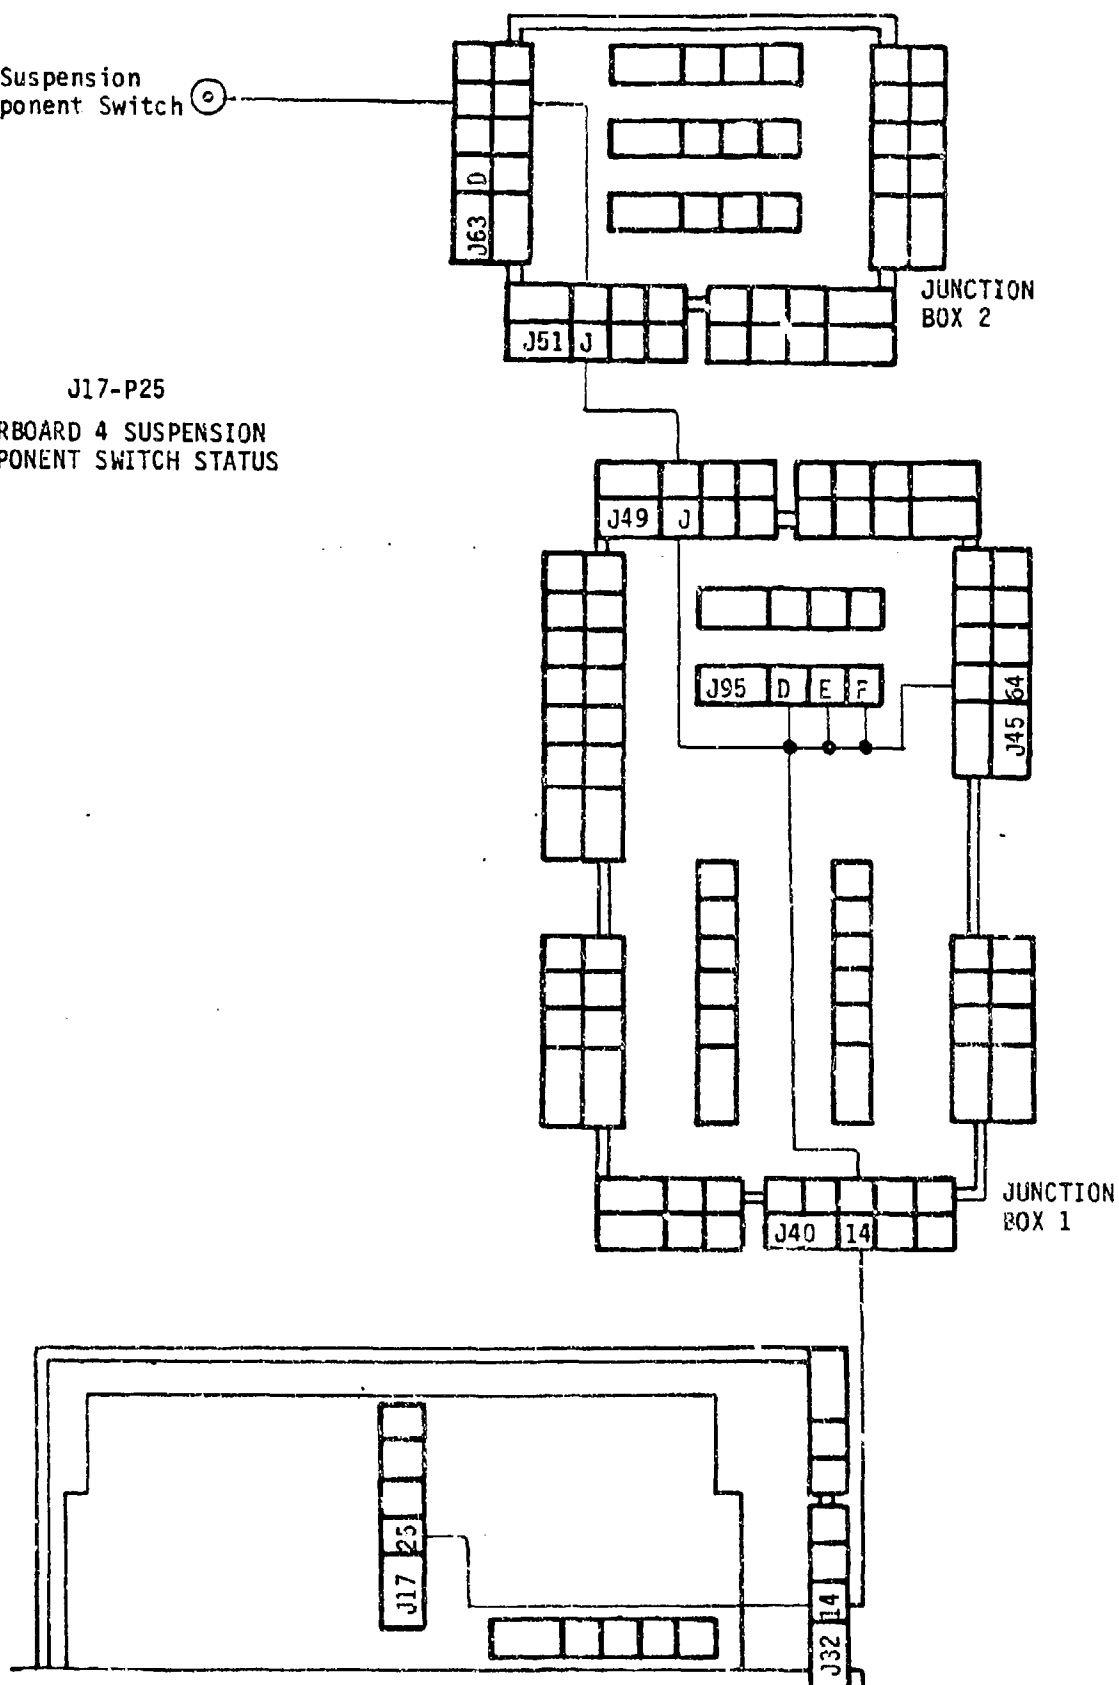 Suspension
ponent Switch
D
J63
JUNCTION
BOX 2
J51 J
J17-P25
RBOARD 4 SUSPENSION
PONENT SWITCH STATUS
J49 J
J95 D E F
64
J45
J40 14
JUNCTION
BOX 1
25
J17
14
J32